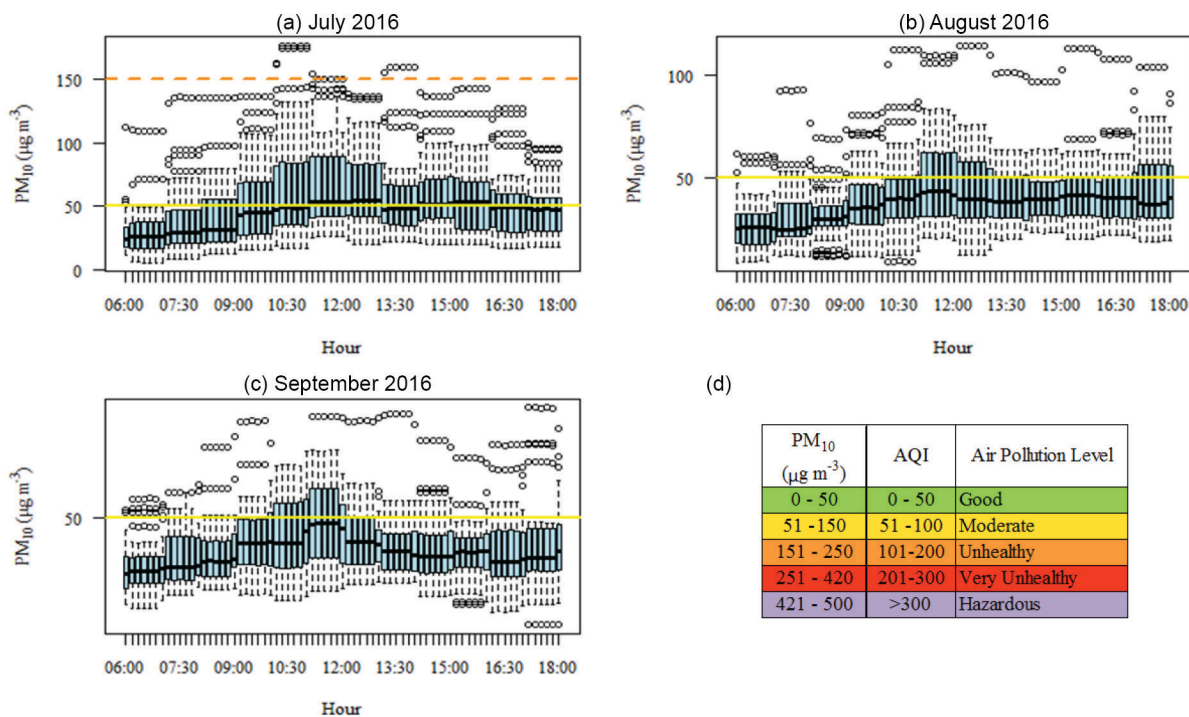 (a) July 2016
PM10 (μg m-3)
150
100
50
0
06:00 07:30 09:00 10:30 12:00 13:30 15:00 16:30 18:00
Hour
(b) August 2016
PM10 (μg m-3)
100
50
06:00 07:30 09:00 10:30 12:00 13:30 15:00 16:30 18:00
Hour
(c) September 2016
PM10 (μg m-3)
50
06:00 07:30 09:00 10:30 12:00 13:30 15:00 16:30 18:00
Hour
(d)
PM10 (μg m-3) AQI Air Pollution Level
0 - 50 0 - 50 Good
51 -150 51 -100 Moderate
151 - 250 101-200 Unhealthy
251 - 420 201-300 Very Unhealthy
421 - 500 >300 Hazardous